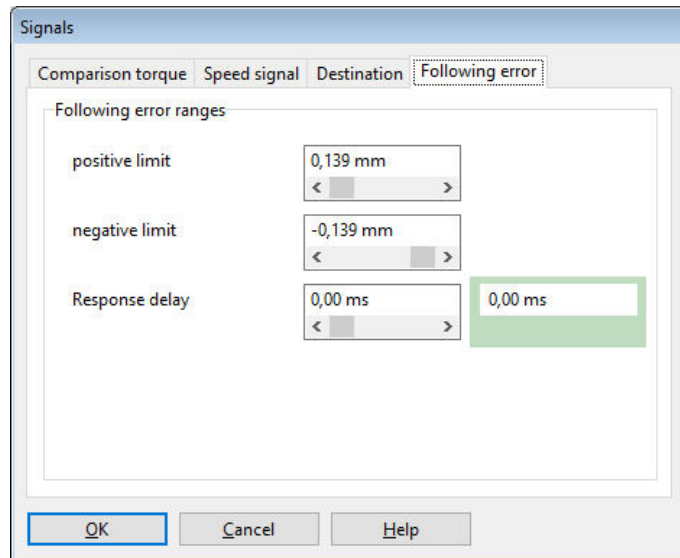 Signals
Comparison torque Speed signal Destination Following error
Following error ranges
positive limit 0,139 mm
negative limit -0,139 mm
Response delay 0,00 ms 0,00 ms
OK Cancel Help